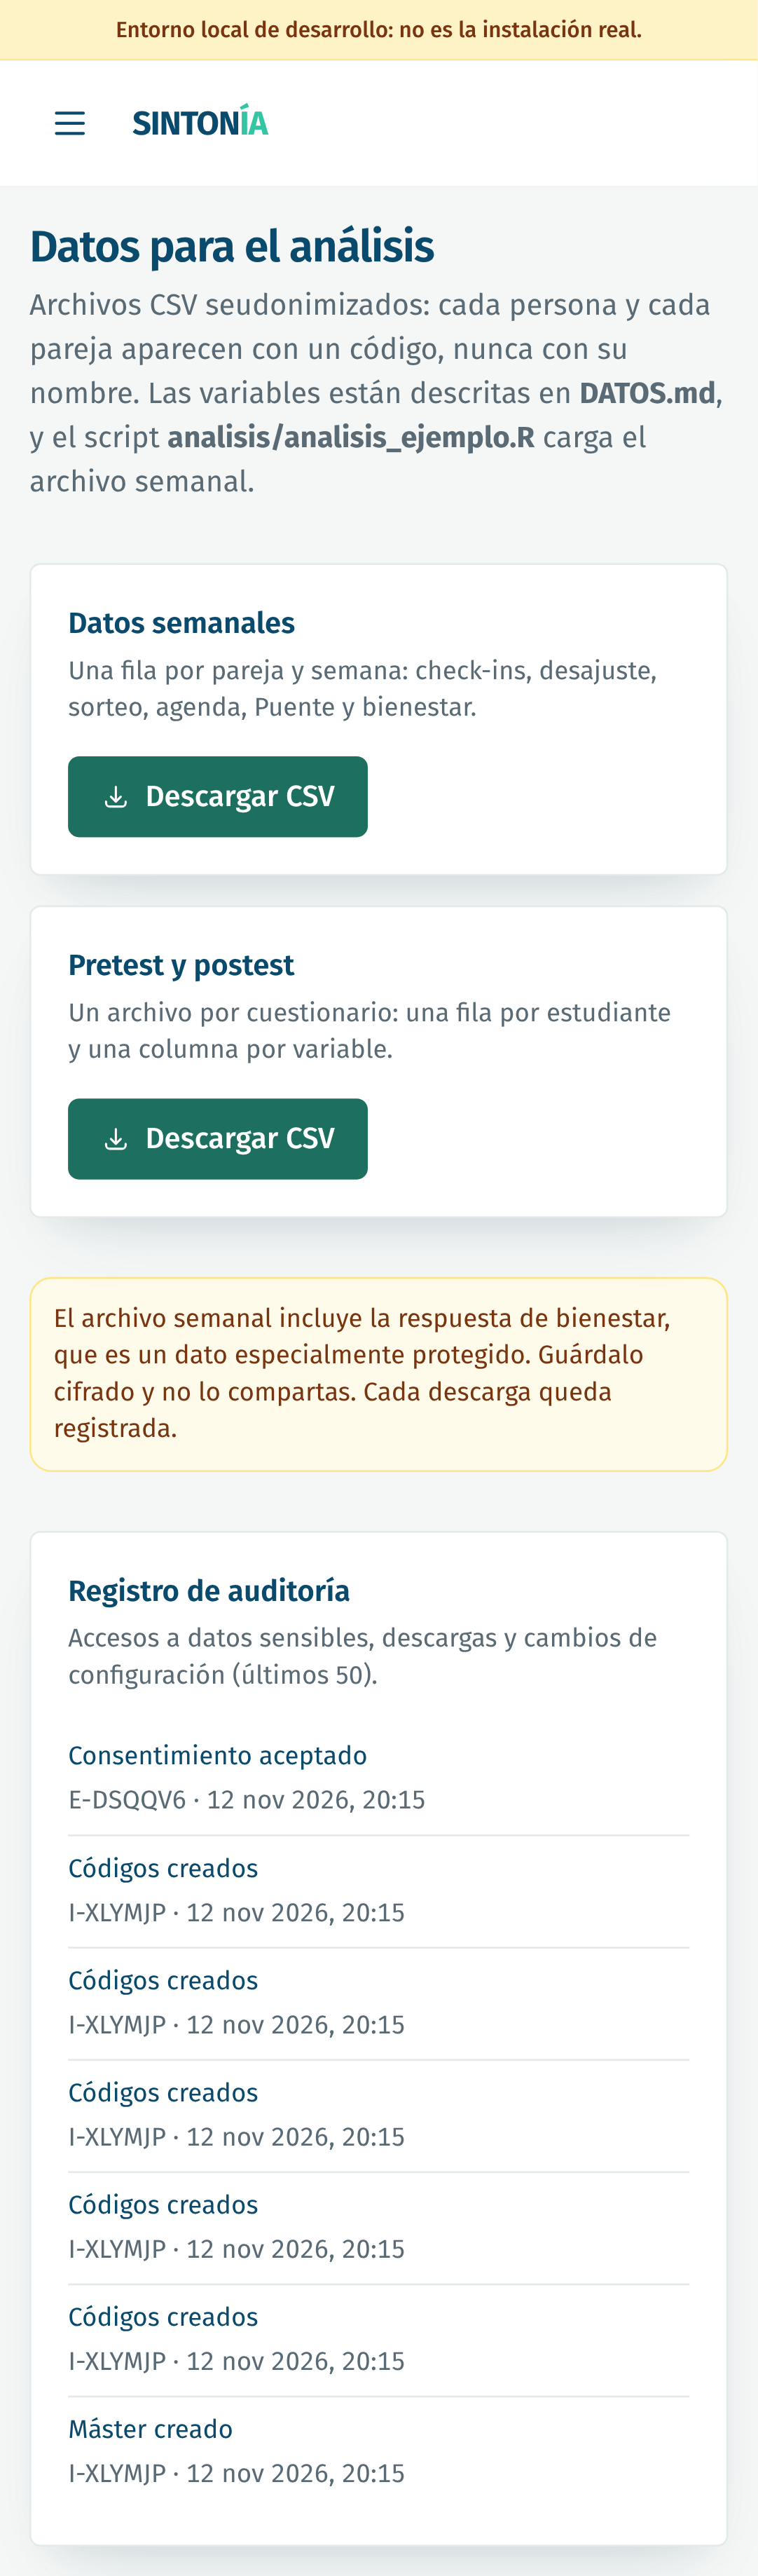 Entorno local de desarrollo: no es la instalación real.
SINTONÍA
Datos para el análisis
Archivos CSV seudonimizados: cada persona y cada
pareja aparecen con un código, nunca con su
nombre. Las variables están descritas en DATOS.md,
y el script analisis/analisis_ejemplo.R carga el
archivo semanal.
Datos semanales
Una fila por pareja y semana: check-ins, desajuste,
sorteo, agenda, Puente y bienestar.
Descargar CSV
Pretest y postest
Un archivo por cuestionario: una fila por estudiante
y una columna por variable.
Descargar CSV
El archivo semanal incluye la respuesta de bienestar,
que es un dato especialmente protegido. Guárdalo
cifrado y no lo compartas. Cada descarga queda
registrada.
Registro de auditoría
Accesos a datos sensibles, descargas y cambios de
configuración (últimos 50).
Consentimiento aceptado
E-DSQQV6 · 12 nov 2026, 20:15
Códigos creados
I-XLYMJP · 12 nov 2026, 20:15
Códigos creados
I-XLYMJP · 12 nov 2026, 20:15
Códigos creados
I-XLYMJP · 12 nov 2026, 20:15
Códigos creados
I-XLYMJP · 12 nov 2026, 20:15
Códigos creados
I-XLYMJP · 12 nov 2026, 20:15
Máster creado
I-XLYMJP · 12 nov 2026, 20:15